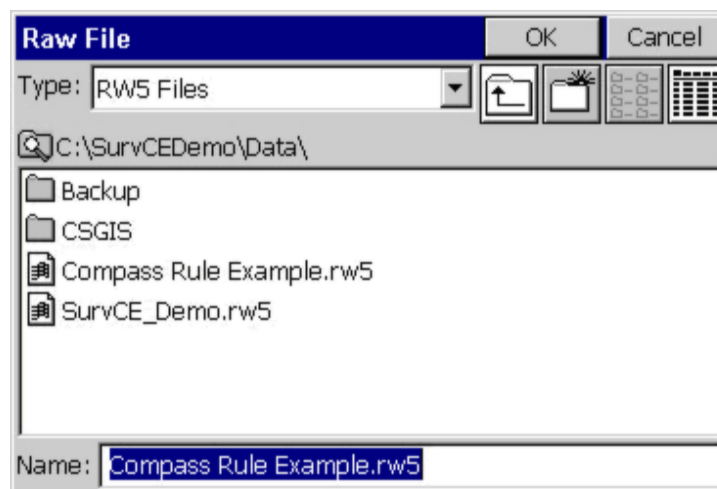 Raw File OK Cancel
Type: RW5 Files
C:\SurvCEDemo\Data\
Backup
CSGIS
Compass Rule Example.rw5
SurvCE_Demo.rw5
Name: Compass Rule Example.rw5